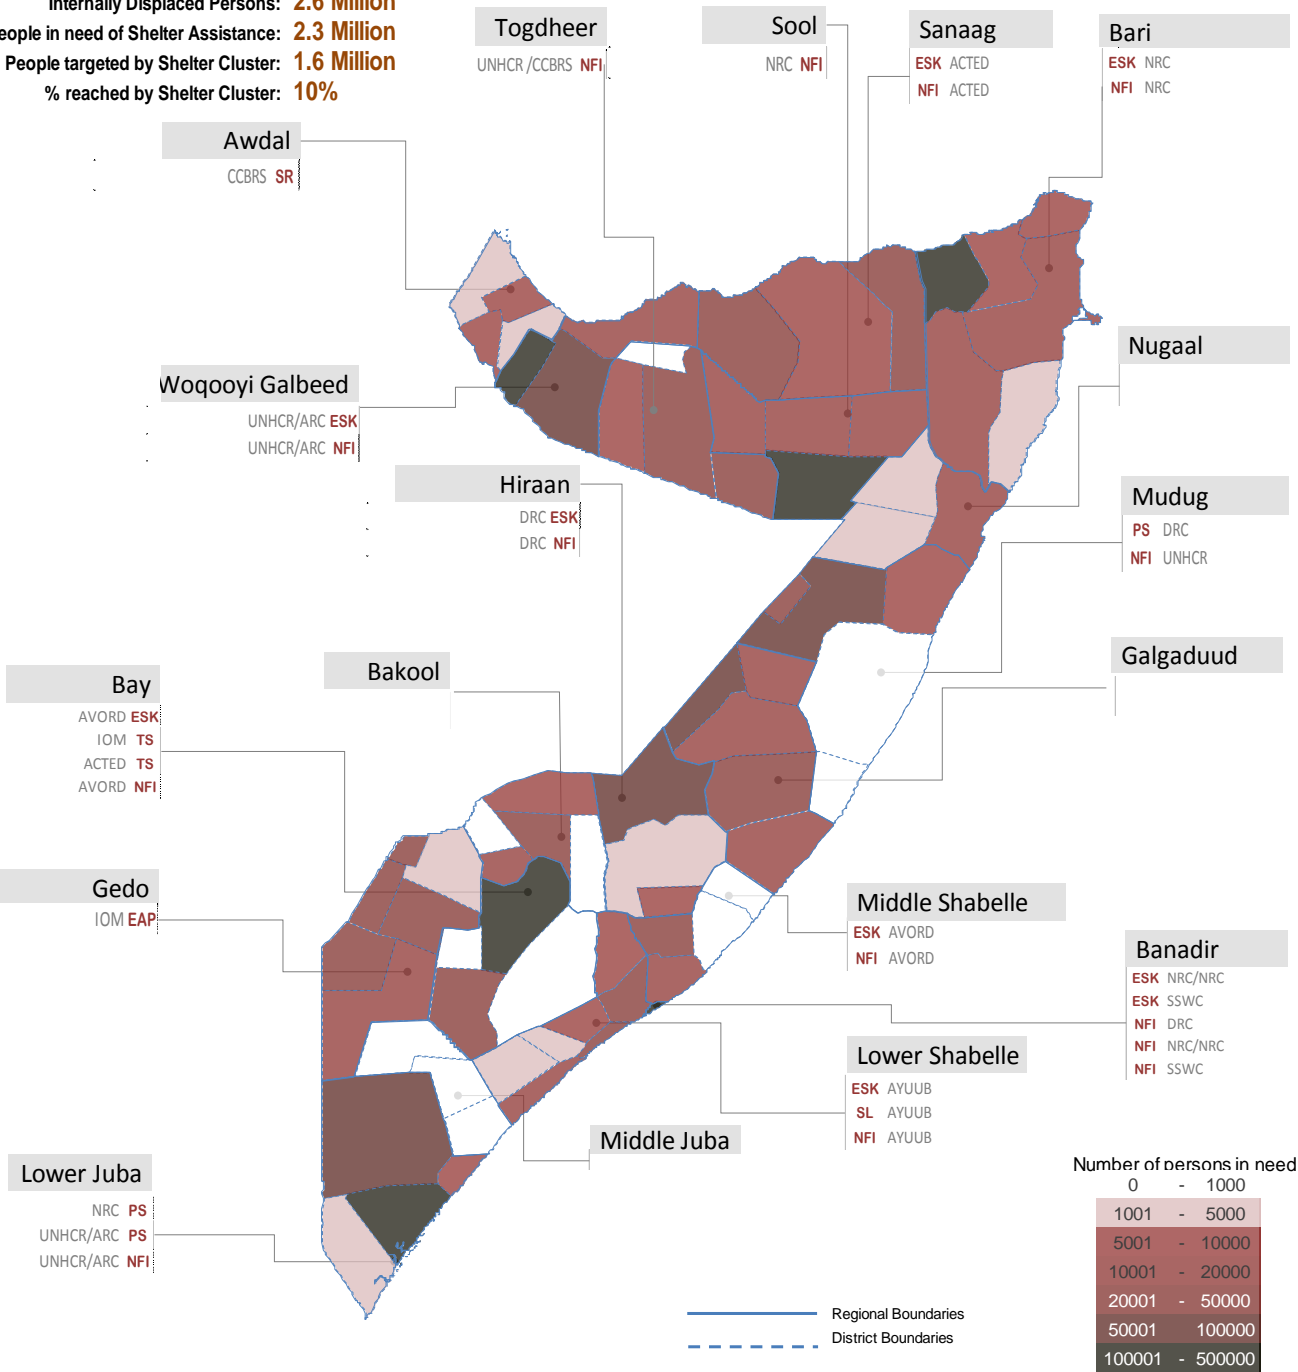 Internally Displaced Persons: 2.6 Million
eople in need of Shelter Assistance: 2.3 Million
People targeted by Shelter Cluster: 1.6 Million
% reached by Shelter Cluster: 10%
Togdheer
UNHCR /CCBRS NFI
Sool
NRC NFI
Sanaag
ESK ACTED
NFI ACTED
Bari
ESK NRC
NFI NRC
Awdal
CCBRS SR
Nugaal
Woqooyi Galbeed
UNHCR/ARC ESK
UNHCR/ARC NFI
Hiraan
DRC ESK
DRC NFI
Mudug
PS DRC
NFI UNHCR
Galgaduud
Bakool
Bay
AVORD ESK
IOM TS
ACTED TS
AVORD NFI
Gedo
IOM EAP
Middle Shabelle
ESK AVORD
NFI AVORD
Banadir
ESK NRC/NRC
ESK SSWC
NFI DRC
NFI NRC/NRC
NFI SSWC
Lower Shabelle
ESK AYUUB
SL AYUUB
NFI AYUUB
Middle Juba
Lower Juba
NRC PS
UNHCR/ARC PS
UNHCR/ARC NFI
Number of persons in need
0 - 1000
1001 - 5000
5001 - 10000
10001 - 20000
20001 - 50000
50001 100000
100001 - 500000
Regional Boundaries
District Boundaries